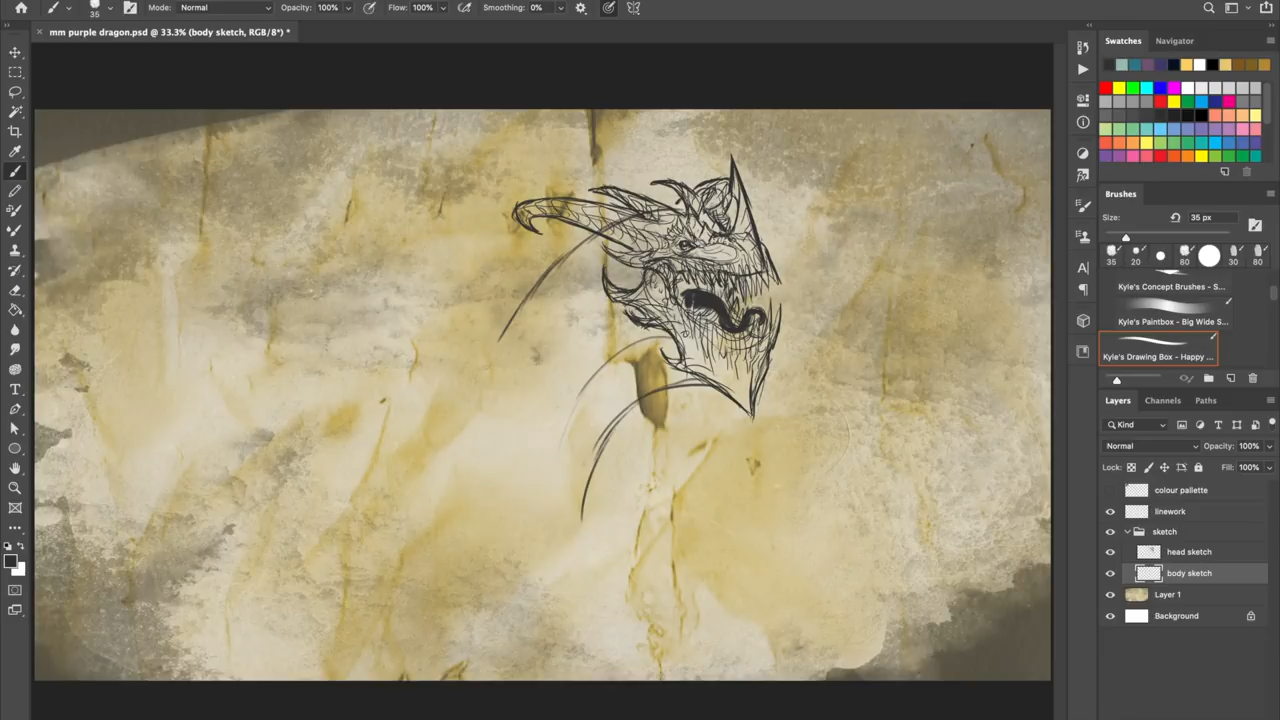 35 Mode: Normal Opacity: 100% Flow: 100% Smoothing: 0%
mm purple dragon.psd @ 33.3% (body sketch, RGB/8*) *
Swatches Navigator
Brushes
Size: 35 px
35 20 60 30 80
Kyle's Concept Brushes - S...
Kyle's Paintbox - Big Wide S...
Kyle's Drawing Box - Happy ...
Layers Channels Paths
Kind
Normal Opacity: 100%
Lock: Fill: 100%
colour pallette
linework
sketch
head sketch
body sketch
Layer 1
Background